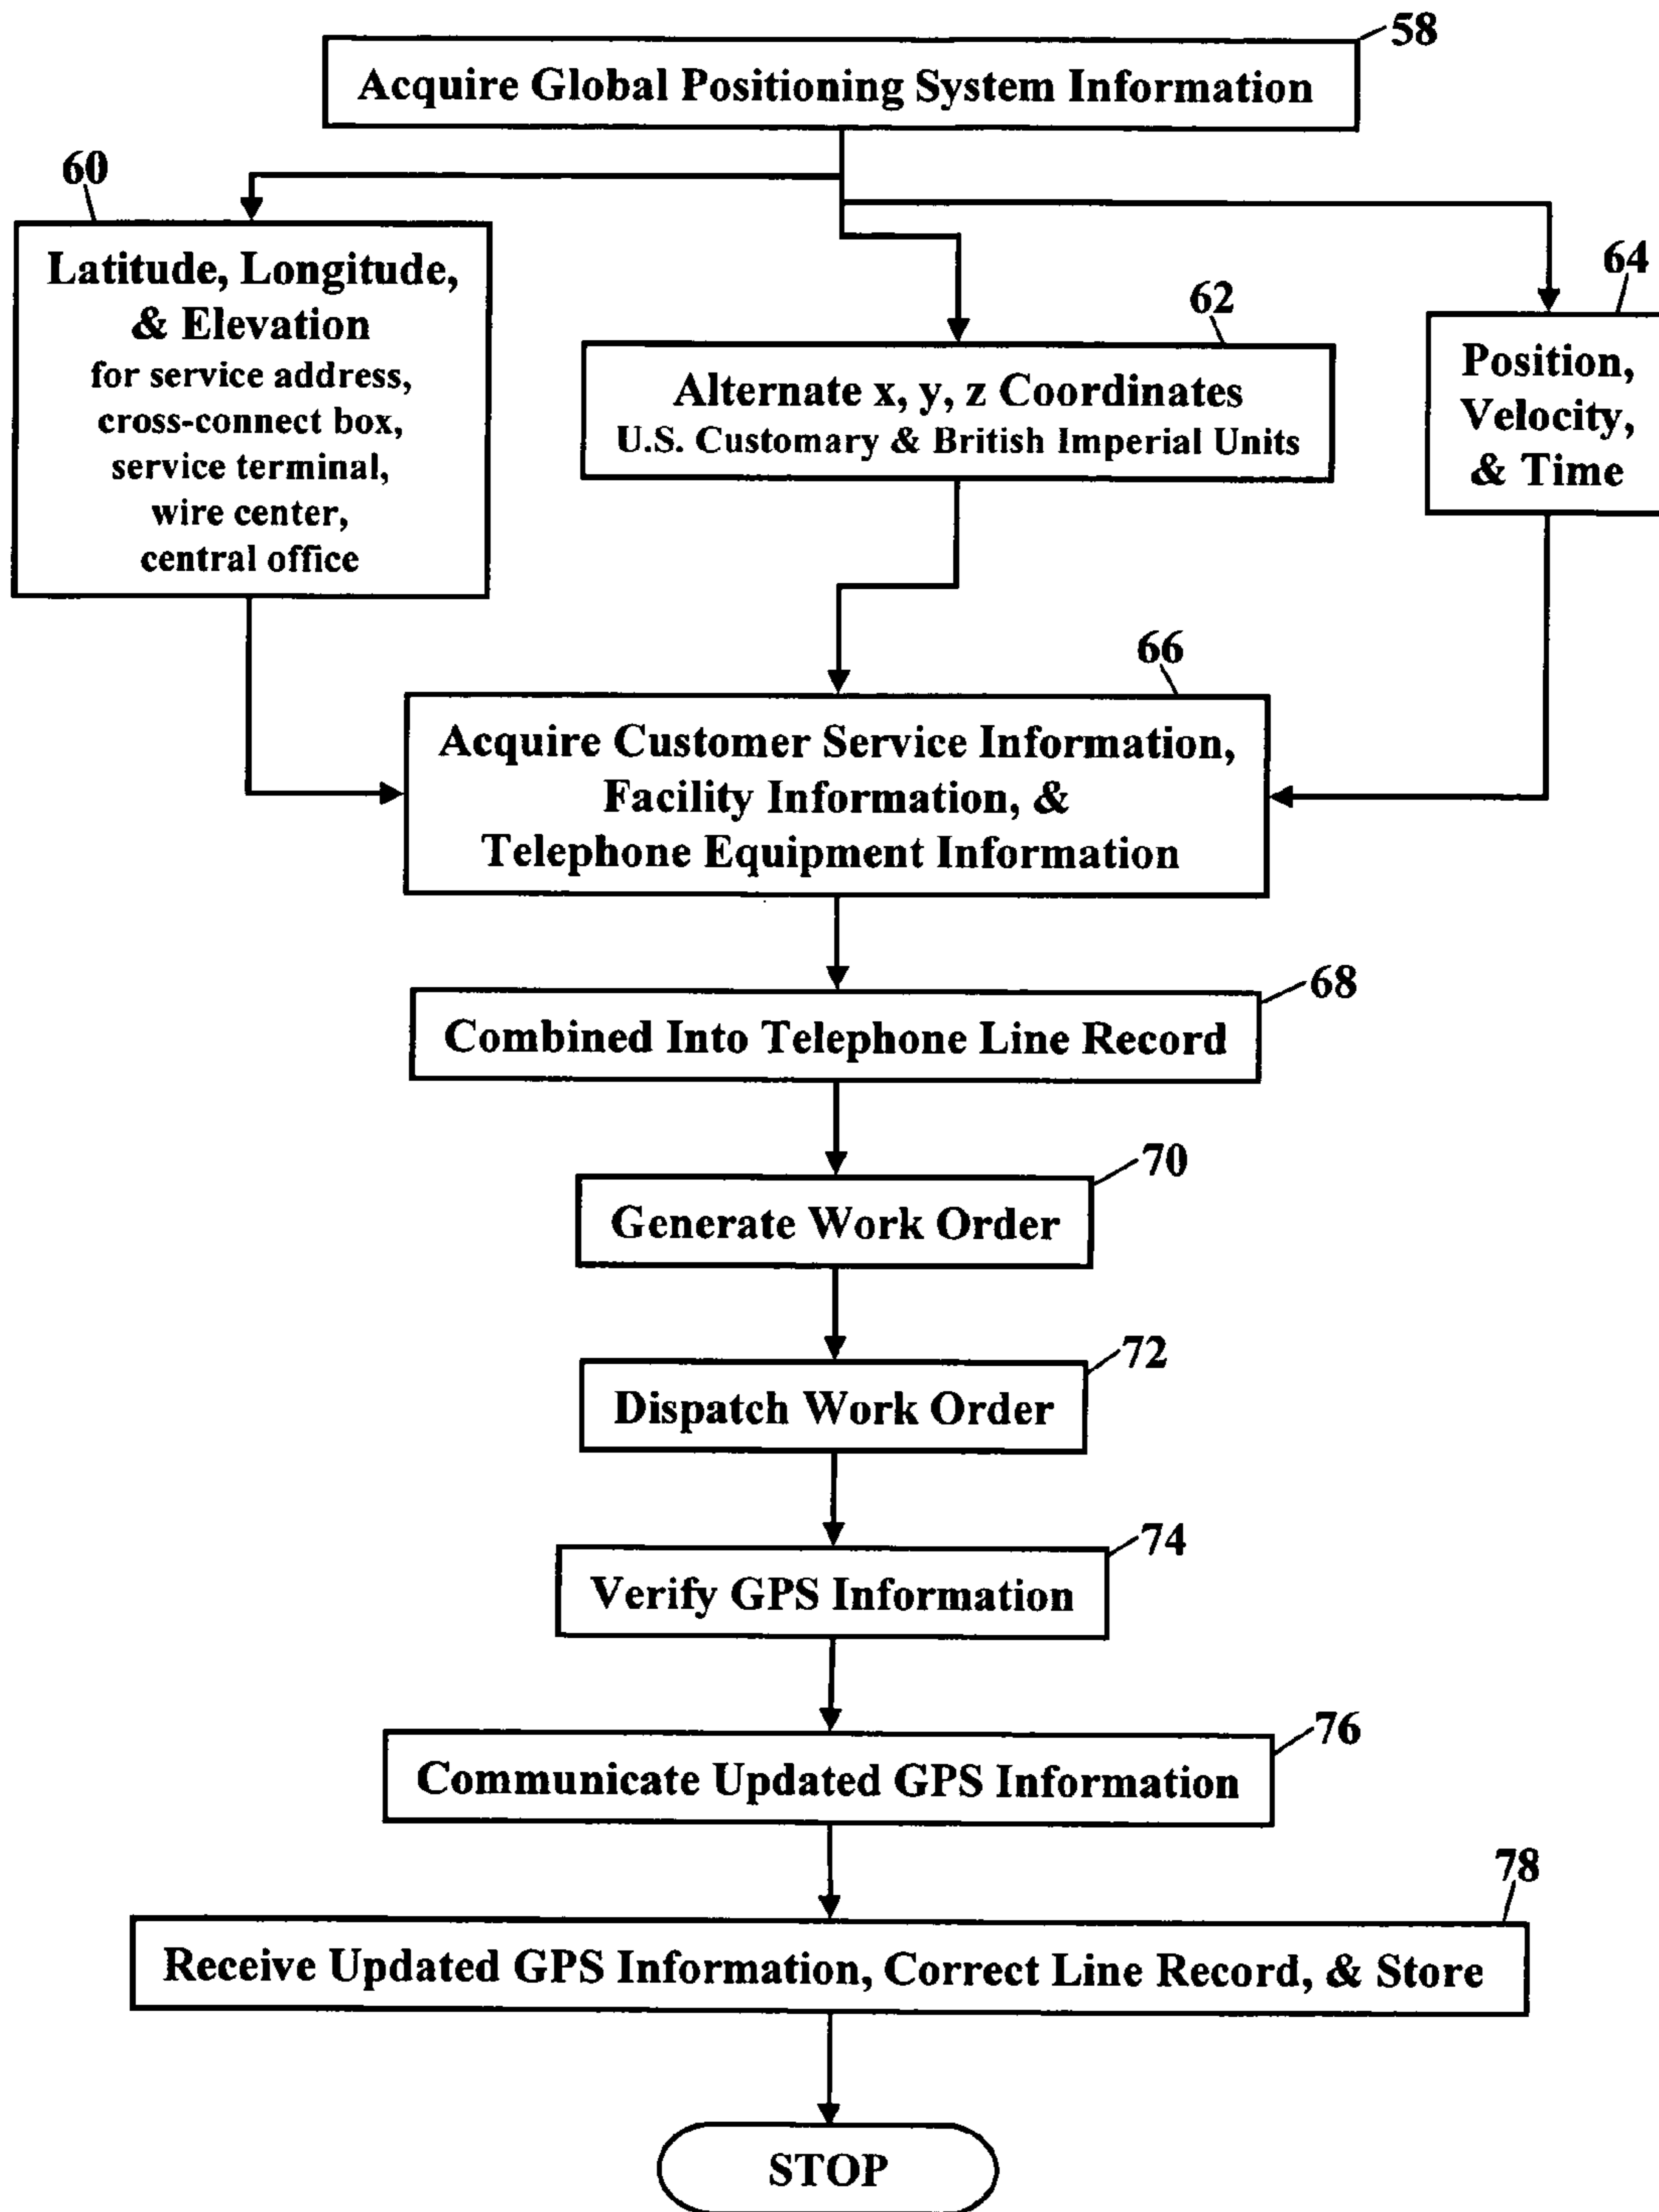 58
Acquire Global Positioning System Information
60
Latitude, Longitude,
& Elevation
for service address,
cross-connect box,
service terminal,
wire center,
central office
62
Alternate x, y, z Coordinates
U.S. Customary & British Imperial Units
64
Position,
Velocity,
& Time
66
Acquire Customer Service Information,
Facility Information, &
Telephone Equipment Information
68
Combined Into Telephone Line Record
70
Generate Work Order
72
Dispatch Work Order
74
Verify GPS Information
76
Communicate Updated GPS Information
78
Receive Updated GPS Information, Correct Line Record, & Store
STOP